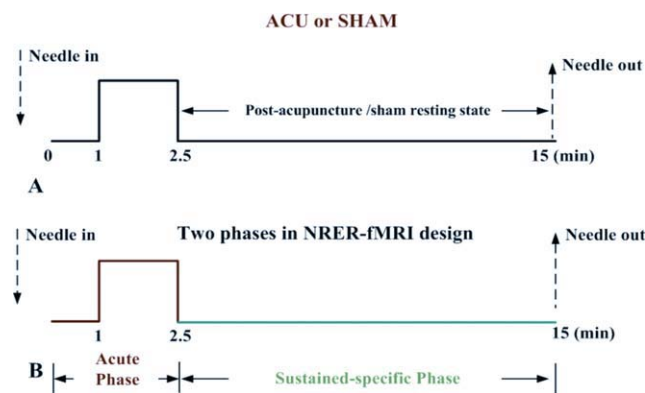 ACU or SHAM
Needle in
Needle out
Post-acupuncture /sham resting state
0 1 2.5 15 (min)
A
Needle in
Two phases in NRER-fMRI design
Needle out
1 2.5 15 (min)
B
Acute
Phase
Sustained-specific Phase